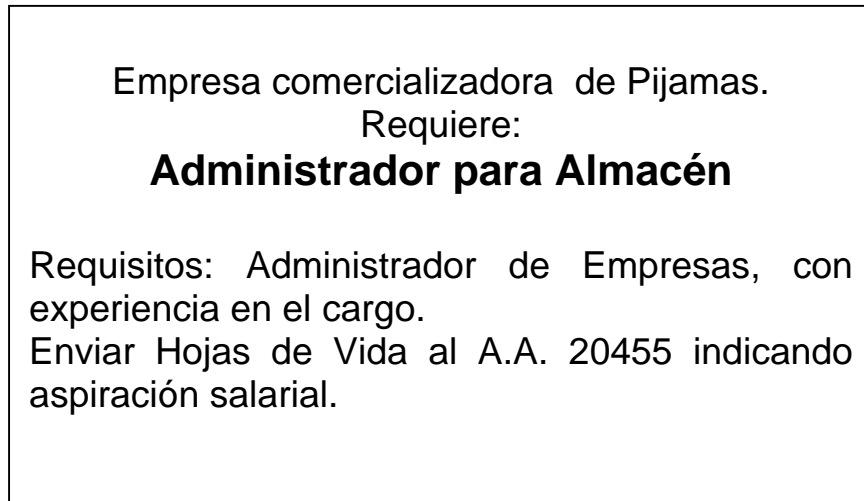 Empresa comercializadora de Pijamas.
Requiere:
Administrador para Almacén
Requisitos: Administrador de Empresas, con
experiencia en el cargo.
Enviar Hojas de Vida al A.A. 20455 indicando
aspiración salarial.